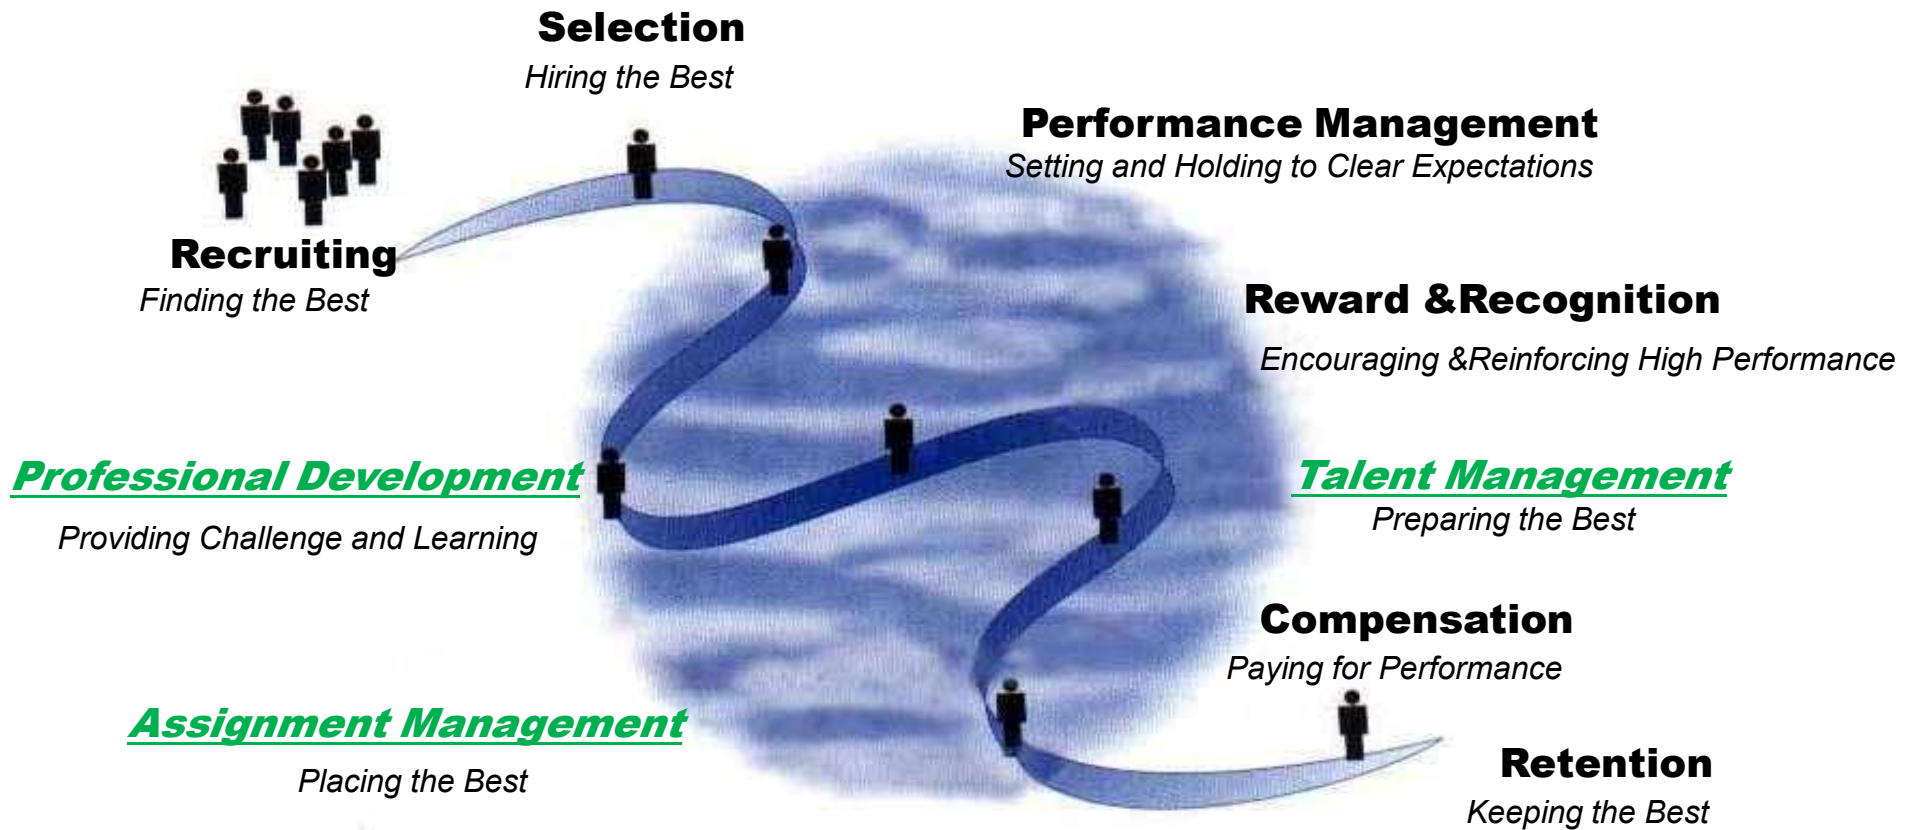 Selection
Hiring the Best
Performance Management
Setting and Holding to Clear Expectations
Recruiting
Finding the Best
Reward &Recognition
Encouraging &Reinforcing High Performance
Professional Development
Providing Challenge and Learning
Talent Management
Preparing the Best
Compensation
Paying for Performance
Assignment Management
Placing the Best
Retention
Keeping the Best